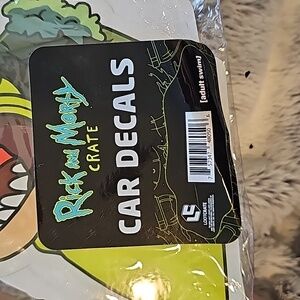 Rick and Morty
CRATE
CAR DECALS
[adult swim]
LOOTCRATE